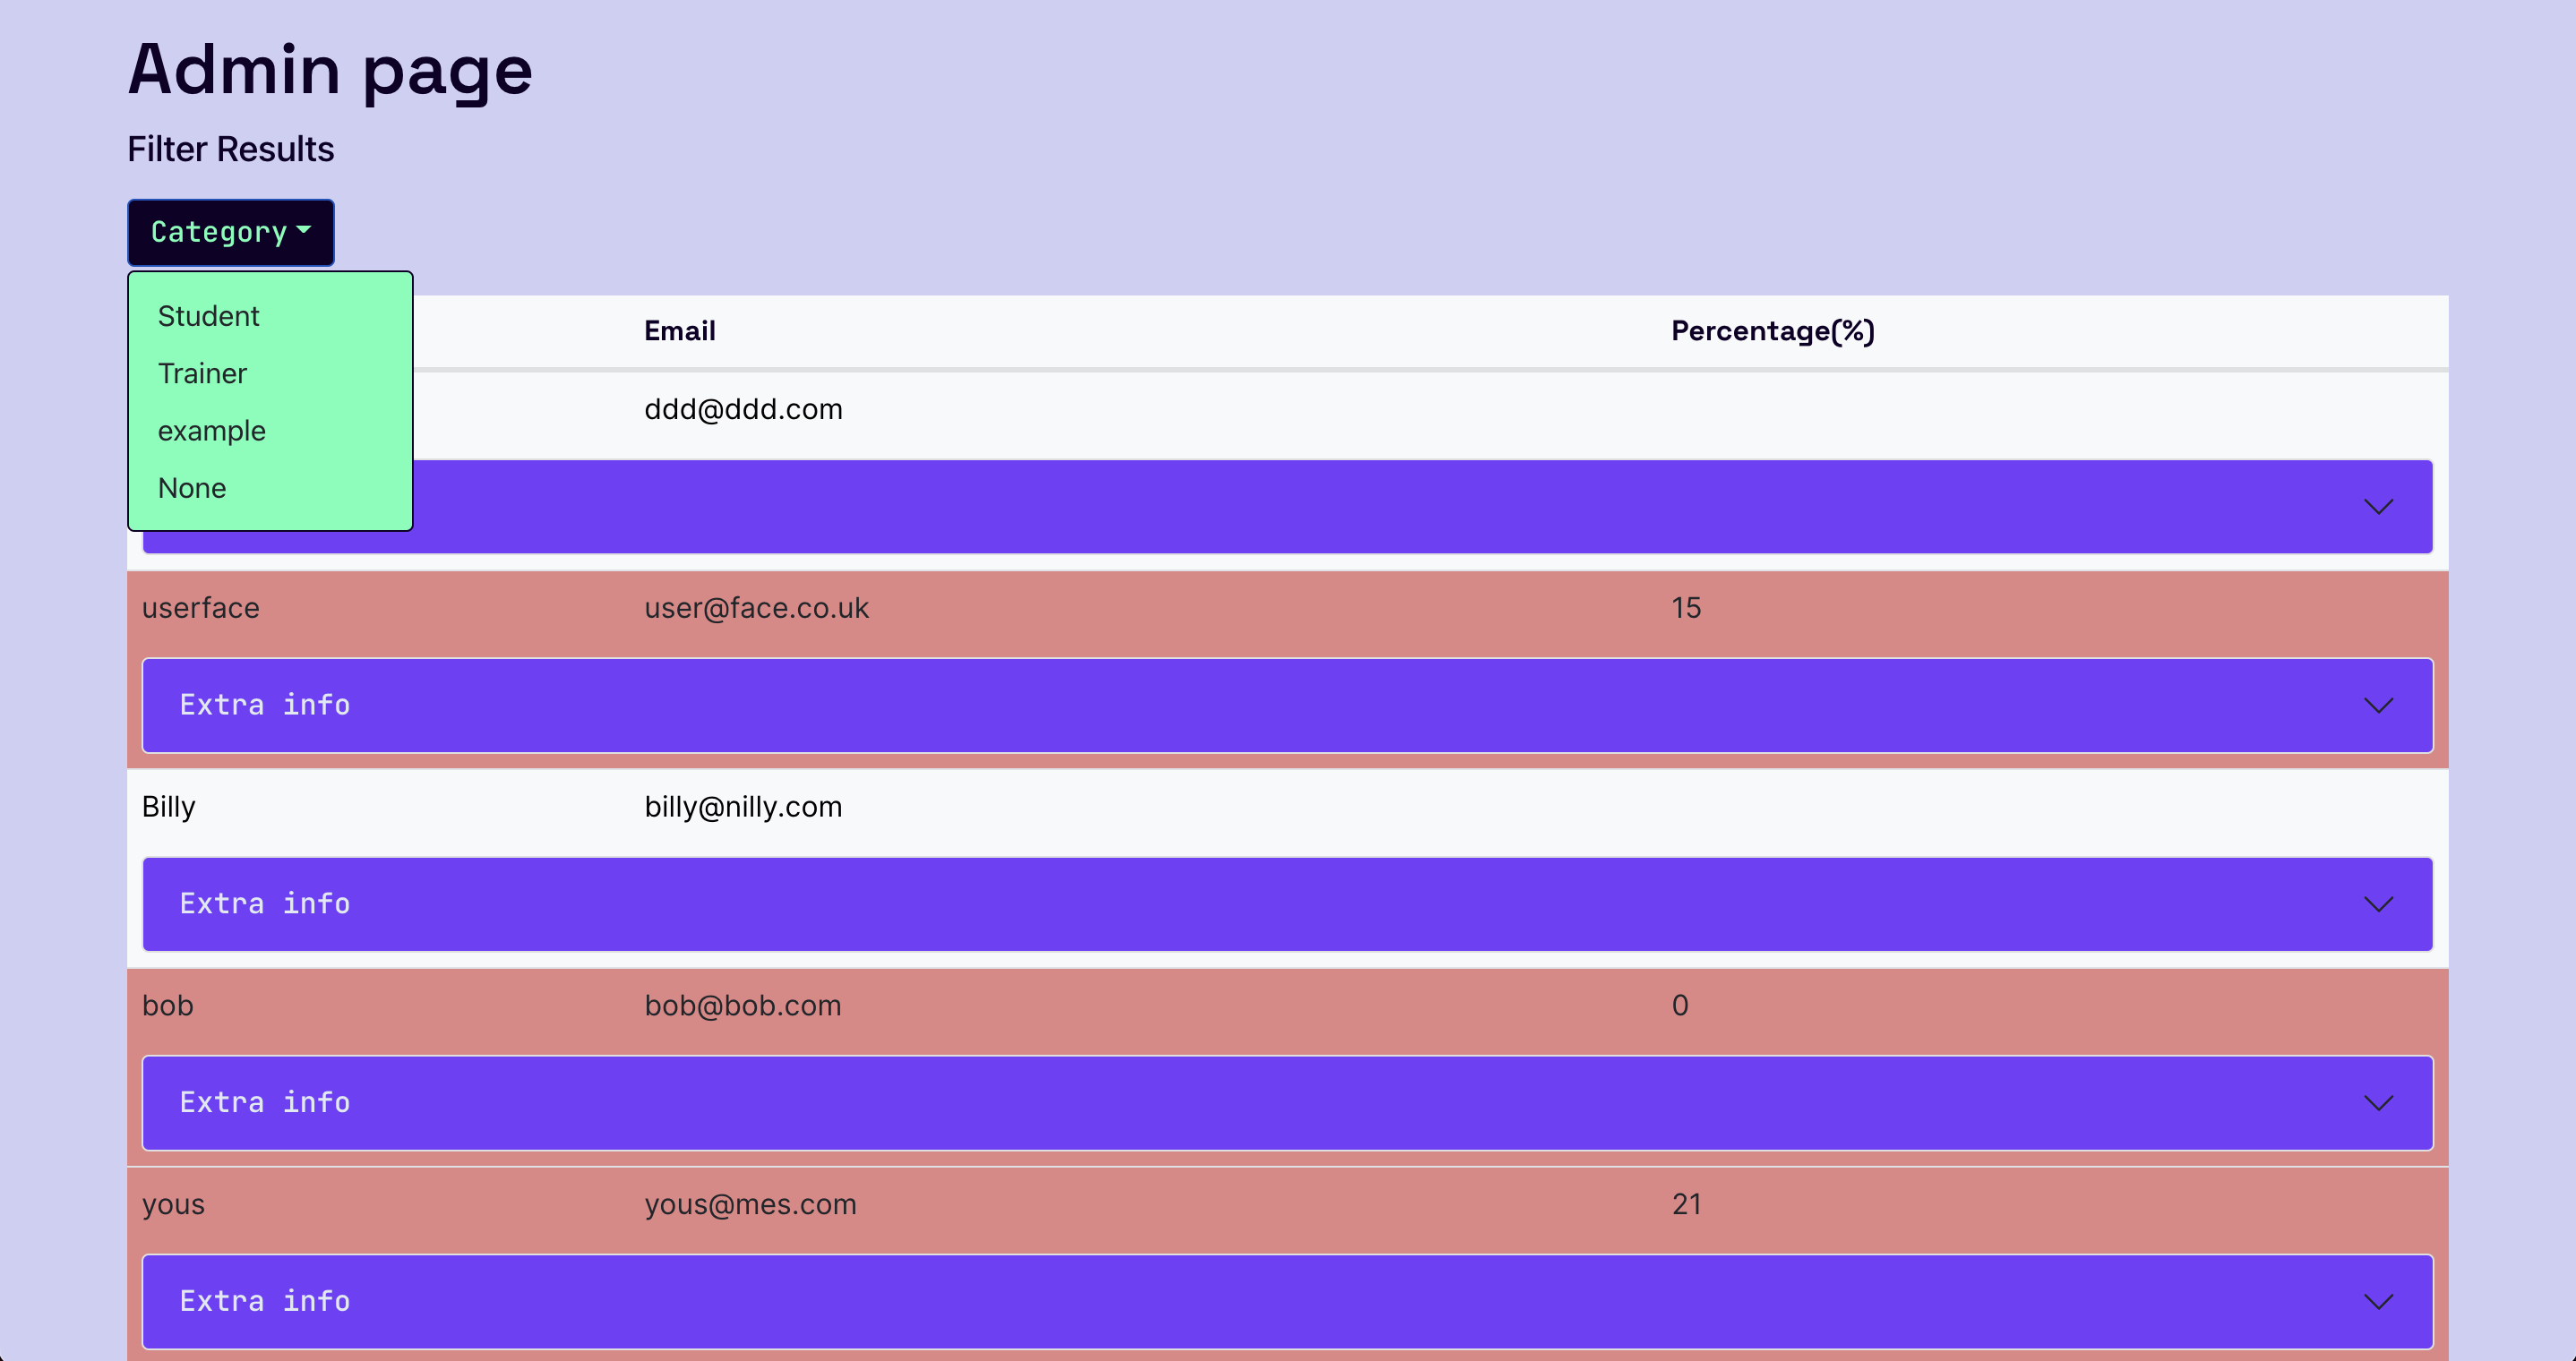 Admin page
Filter Results
Category
Student
Trainer
example
None
Email Percentage(%)
ddd@ddd.com
userface user@face.co.uk 15
Extra info
Billy billy@nilly.com
Extra info
bob bob@bob.com 0
Extra info
yous yous@mes.com 21
Extra info